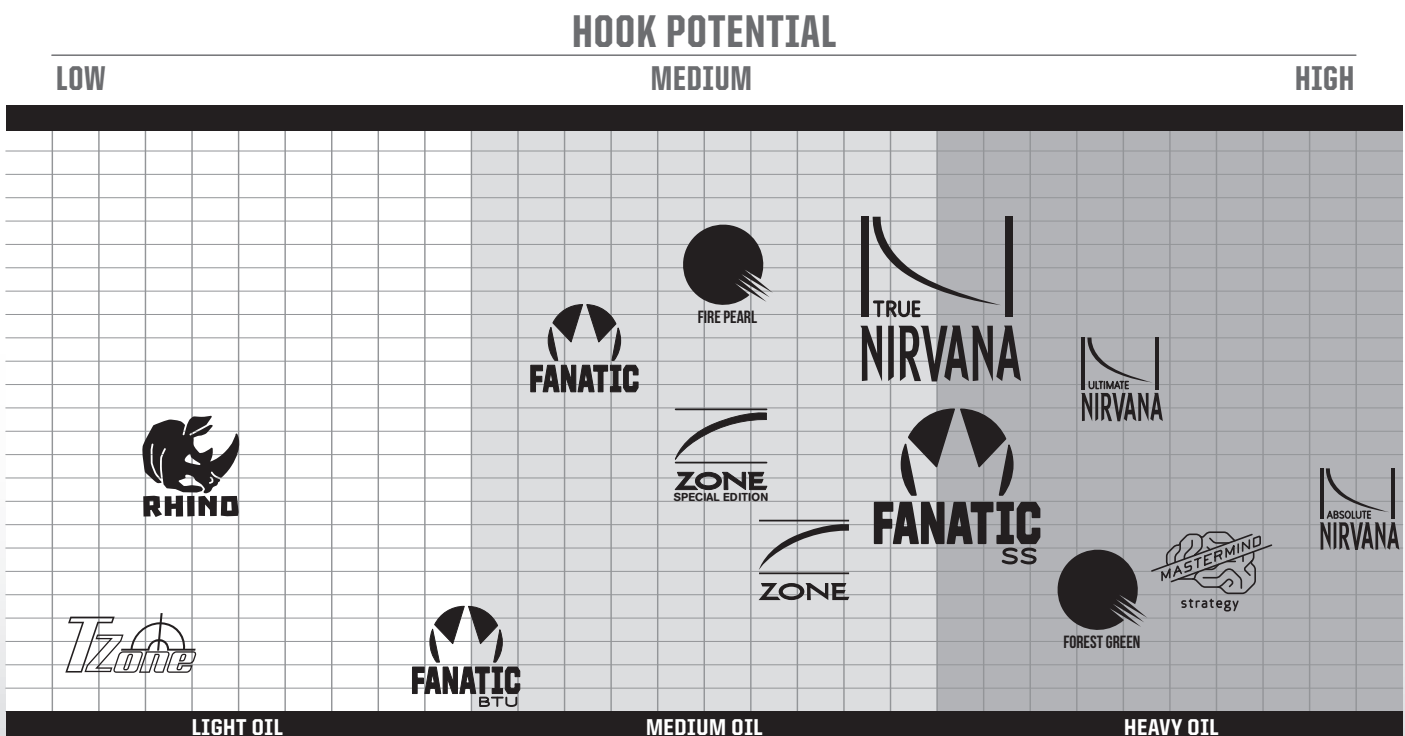 HOOK POTENTIAL
LOW
MEDIUM
HIGH
FIRE PEARL
TRUE
NIRVANA
FANATIC
ULTIMATE
NIRVANA
RHINO
ZONE
SPECIAL EDITION
FANATIC
SS
ABSOLUTE
NIRVANA
ZONE
MASTERMIND
strategy
FOREST GREEN
TZone
FANATIC
BTU
LIGHT OIL
MEDIUM OIL
HEAVY OIL